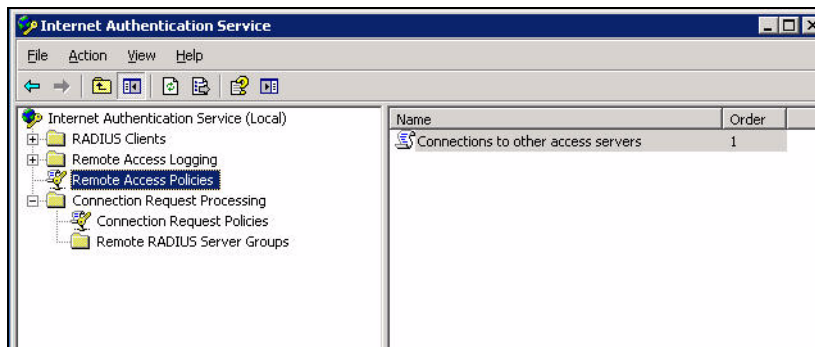 Internet Authentication Service
File Action View Help
Internet Authentication Service (Local)
RADIUS Clients
Remote Access Logging
Remote Access Policies
Connection Request Processing
Connection Request Policies
Remote RADIUS Server Groups
Name Order
Connections to other access servers 1